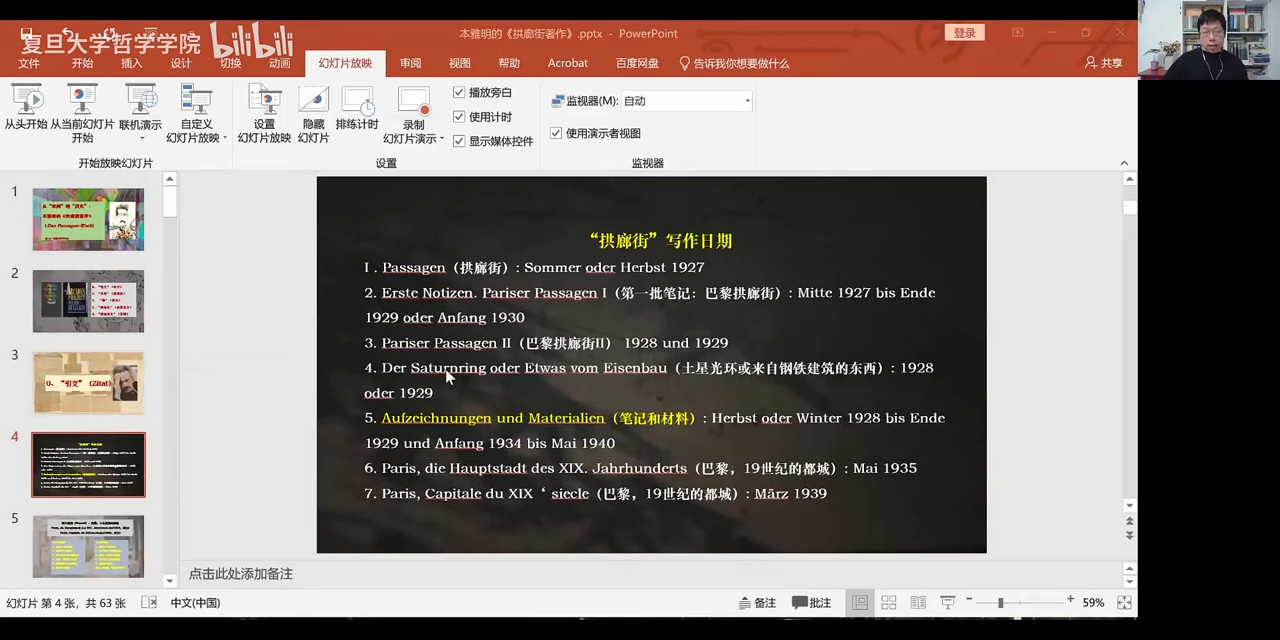 复旦大学哲学学院 bilibili
本雅明的《拱廊街著作》.pptx - PowerPoint
登录
文件 开始 插入 设计 切换 动画 幻灯片放映 审阅 视图 帮助 Acrobat 百度网盘 告诉我你想要做什么 共享
从头开始 从当前幻灯片开始 联机演示 自定义幻灯片放映
开始放映幻灯片
设置幻灯片放映 隐藏幻灯片 排练计时 录制幻灯片演示
播放旁白
使用计时
显示媒体控件
设置
监视器(M): 自动
使用演示者视图
监视器
1
2
3
0、“引文” (Zitat)
4
5
“拱廊街”写作日期
I . Passagen（拱廊街）: Sommer oder Herbst 1927
2. Erste Notizen. Pariser Passagen I（第一批笔记：巴黎拱廊街）: Mitte 1927 bis Ende
1929 oder Anfang 1930
3. Pariser Passagen II（巴黎拱廊街II） 1928 und 1929
4. Der Saturnring oder Etwas vom Eisenbau（土星光环或来自钢铁建筑的东西）: 1928
oder 1929
5. Aufzeichnungen und Materialien（笔记和材料）: Herbst oder Winter 1928 bis Ende
1929 und Anfang 1934 bis Mai 1940
6. Paris, die Hauptstadt des XIX. Jahrhunderts（巴黎，19世纪的都城）: Mai 1935
7. Paris, Capitale du XIX ‘ siecle（巴黎，19世纪的都城）: März 1939
点击此处添加备注
幻灯片 第 4 张，共 63 张 中文(中国) 备注 批注 59%